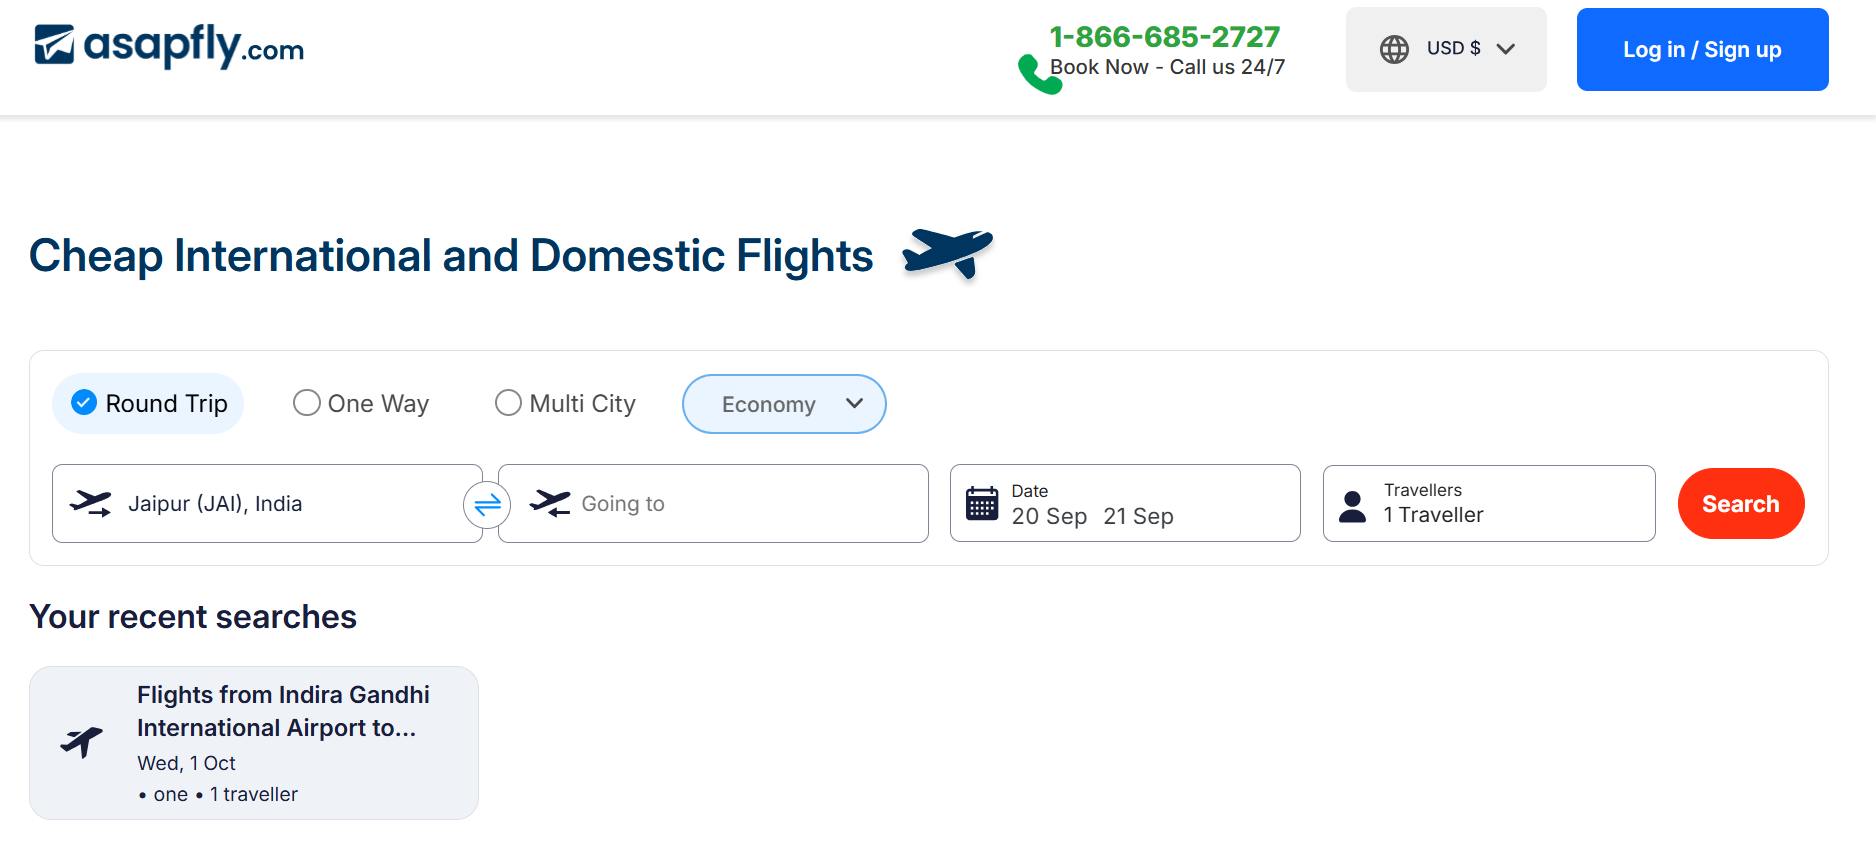 asapfly.com
1-866-685-2727
Book Now - Call us 24/7
USD $
Log in / Sign up
Cheap International and Domestic Flights
Round Trip
One Way
Multi City
Economy
Jaipur (JAI), India
Going to
Date
20 Sep 21 Sep
Travellers
1 Traveller
Search
Your recent searches
Flights from Indira Gandhi
International Airport to...
Wed, 1 Oct
• one • 1 traveller